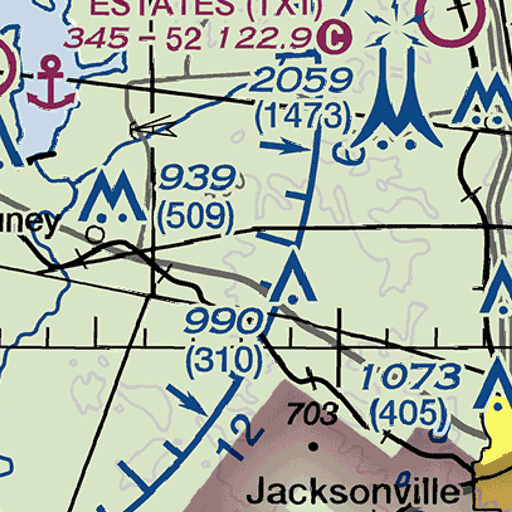 ESTATES (TX1)
345 - 52 122.9 C
2059
(1473)
939
(509)
uney
990
(310)
1073
(405)
703
12
Jacksonville